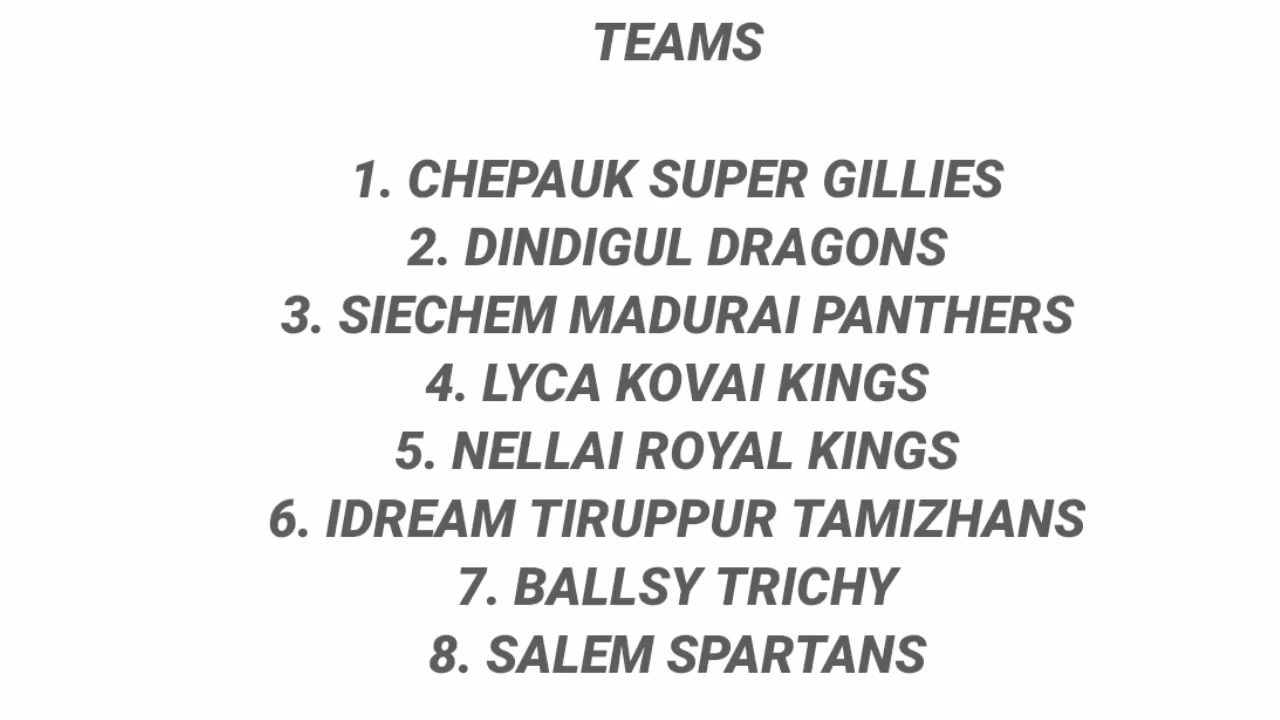 TEAMS
1. CHEPAUK SUPER GILLIES
2. DINDIGUL DRAGONS
3. SIECHEM MADURAI PANTHERS
4. LYCA KOVAI KINGS
5. NELLAI ROYAL KINGS
6. IDREAM TIRUPPUR TAMIZHANS
7. BALLSY TRICHY
8. SALEM SPARTANS